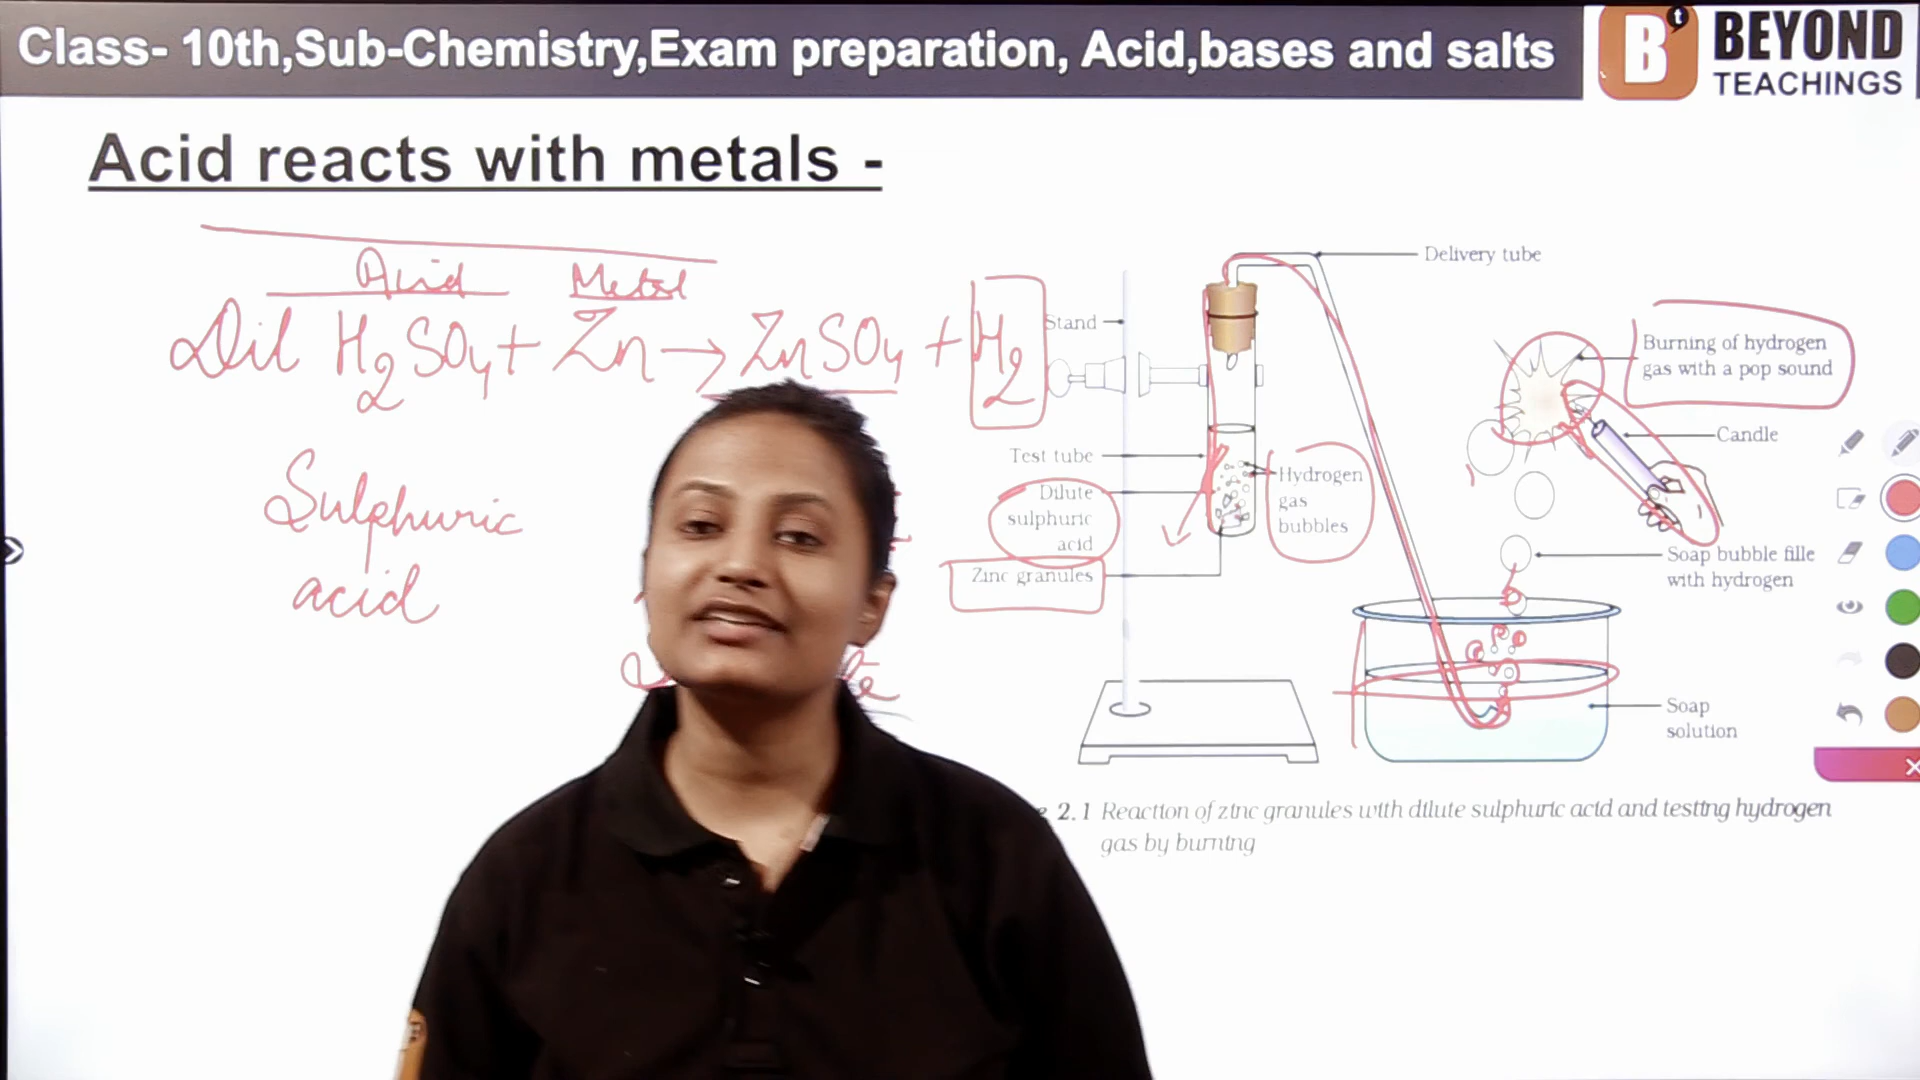 Class- 10th,Sub-Chemistry,Exam preparation, Acid,bases and salts
B t
BEYOND
TEACHINGS
Acid reacts with metals -
Acid Metal
Dil H2SO4 + Zn → ZnSO4 + H2
Sulphuric
acid
Delivery tube
Stand
Burning of hydrogen
gas with a pop sound
Candle
Test tube
Dilute
sulphuric
acid
Zinc granules
Hydrogen
gas
bubbles
Soap bubble fille
with hydrogen
Soap
solution
2.1 Reaction of zinc granules with dilute sulphuric acid and testing hydrogen
gas by burning